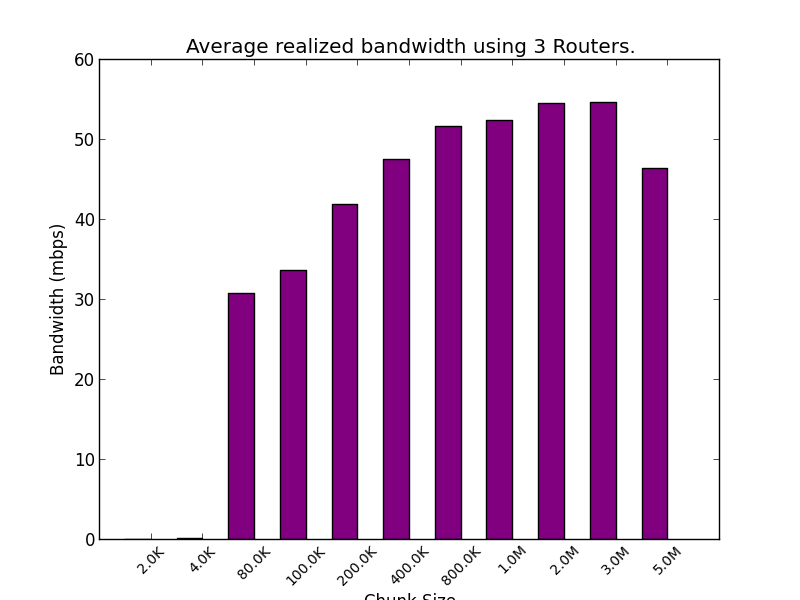 Average realized bandwidth using 3 Routers.
60
50
40
30
20
10
0
Bandwidth (mbps)
2.0K 4.0K 80.0K 100.0K 200.0K 400.0K 800.0K 1.0M 2.0M 3.0M 5.0M
Chunk Size